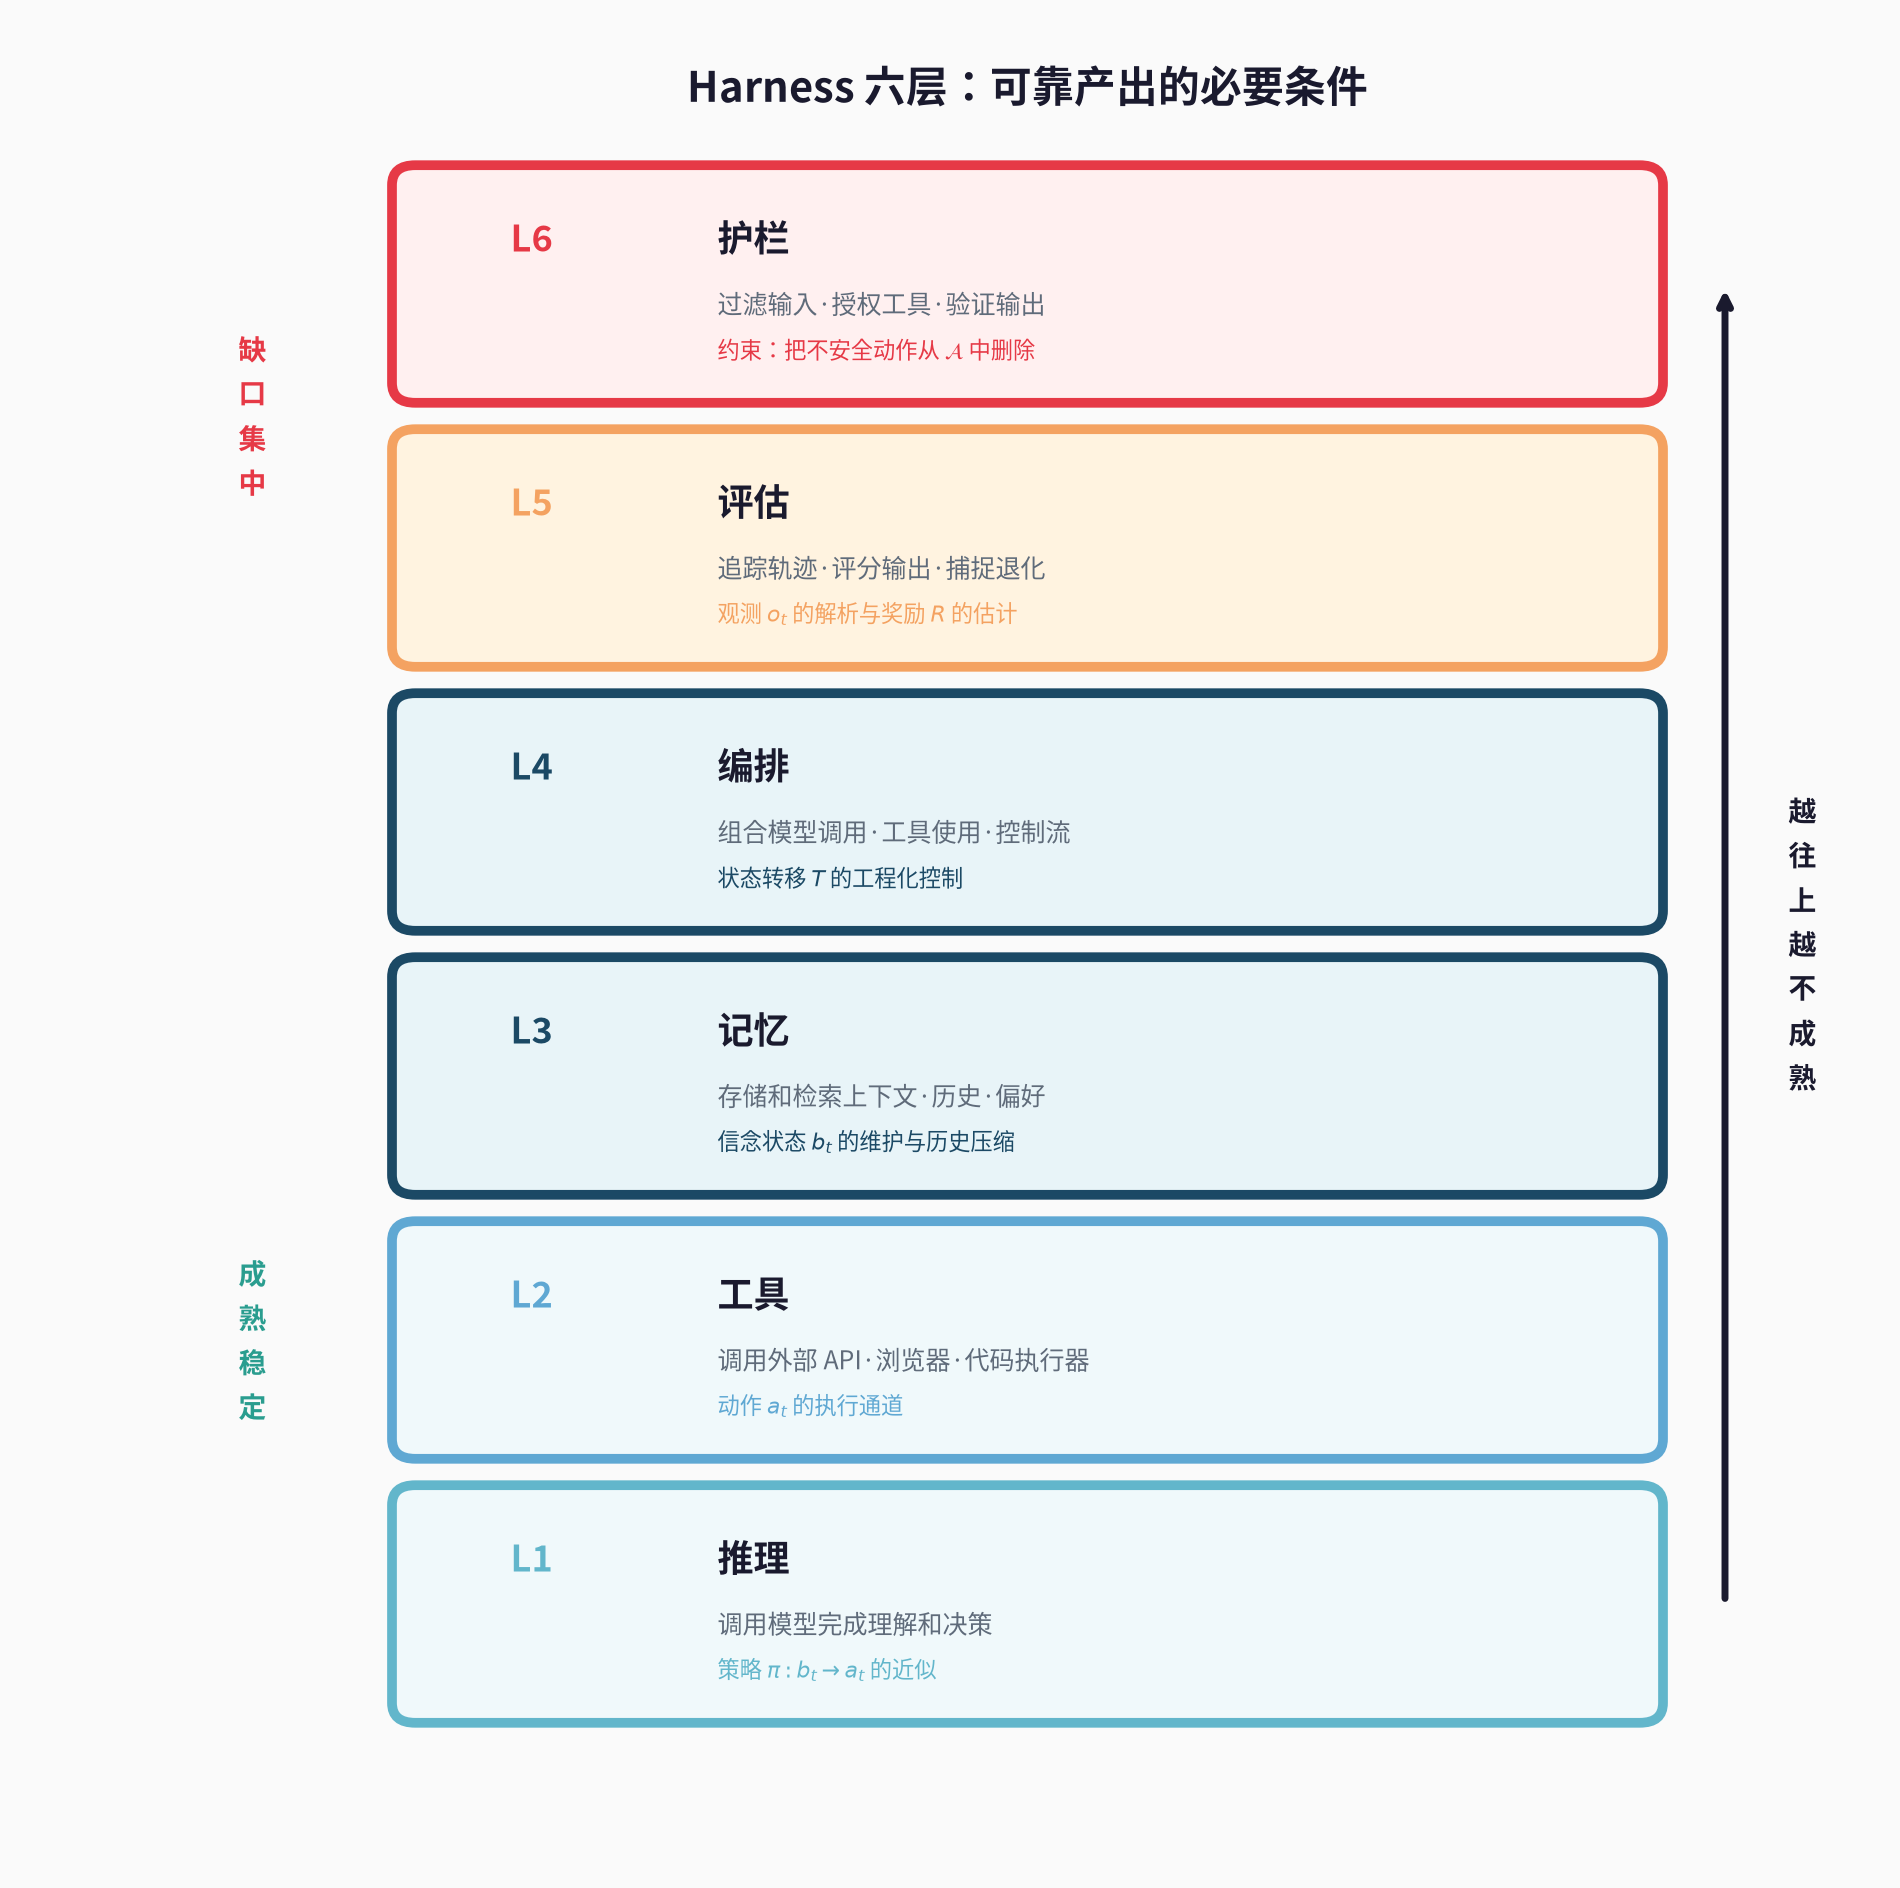 Harness 六层：可靠产出的必要条件
L6
护栏
过滤输入·授权工具·验证输出
约束：把不安全动作从 𝒜 中删除
缺口集中
L5
评估
追踪轨迹·评分输出·捕捉退化
观测 oₜ 的解析与奖励 R 的估计
L4
编排
组合模型调用·工具使用·控制流
状态转移 T 的工程化控制
越往上越不成熟
L3
记忆
存储和检索上下文·历史·偏好
信念状态 bₜ 的维护与历史压缩
成熟稳定
L2
工具
调用外部 API·浏览器·代码执行器
动作 aₜ 的执行通道
L1
推理
调用模型完成理解和决策
策略 π : bₜ → aₜ 的近似